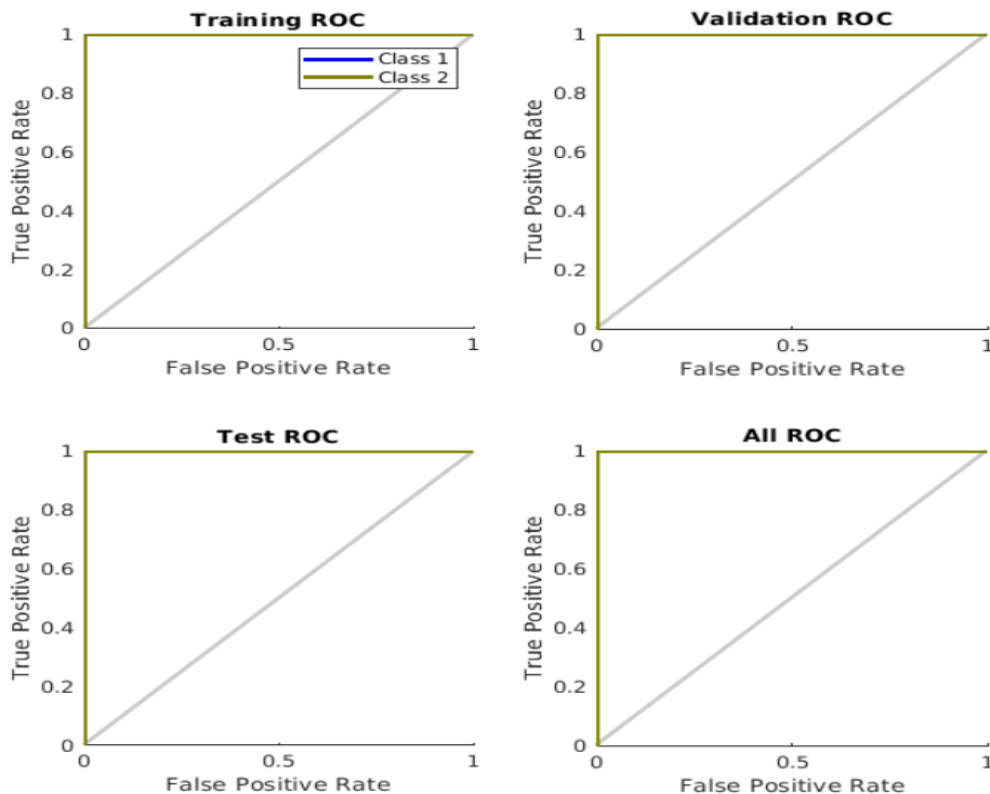 Training ROC
1
0.8
0.6
0.4
0.2
0
0
0.5
1
True Positive Rate
False Positive Rate
Class 1
Class 2
Validation ROC
1
0.8
0.6
0.4
0.2
0
0
0.5
1
True Positive Rate
False Positive Rate
Test ROC
1
0.8
0.6
0.4
0.2
0
0
0.5
1
True Positive Rate
False Positive Rate
All ROC
1
0.8
0.6
0.4
0.2
0
0
0.5
1
True Positive Rate
False Positive Rate